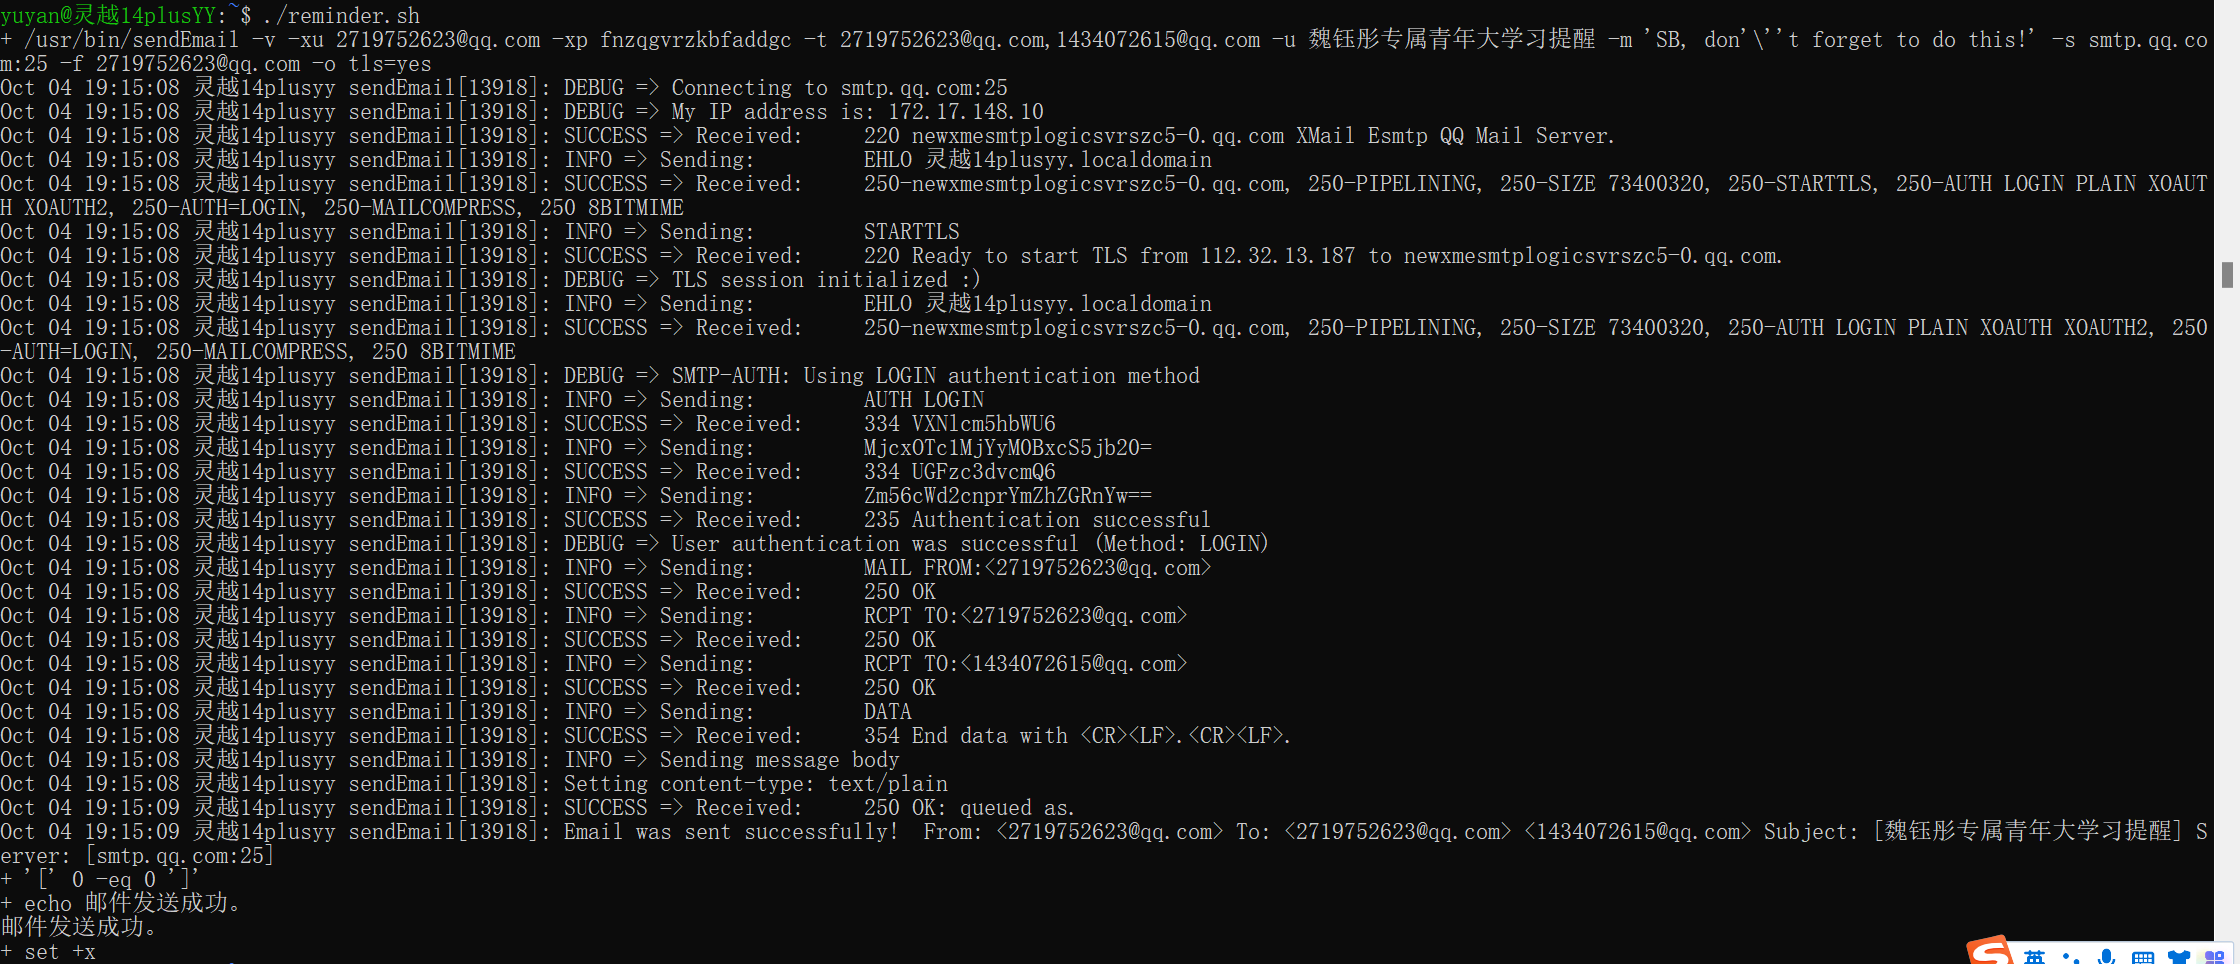 yuyan@灵越14plusYY:~$ ./reminder.sh
+ /usr/bin/sendEmail -v -xu 2719752623@qq.com -xp fnzqgvrzkbfaddgc -t 2719752623@qq.com,1434072615@qq.com -u 魏钰彤专属青年大学习提醒 -m 'SB, don'\''t forget to do this!' -s smtp.qq.co
m:25 -f 2719752623@qq.com -o tls=yes
Oct 04 19:15:08 灵越14plusyy sendEmail[13918]: DEBUG => Connecting to smtp.qq.com:25
Oct 04 19:15:08 灵越14plusyy sendEmail[13918]: DEBUG => My IP address is: 172.17.148.10
Oct 04 19:15:08 灵越14plusyy sendEmail[13918]: SUCCESS => Received: 220 newxmesmtplogicsvrszc5-0.qq.com XMail Esmtp QQ Mail Server.
Oct 04 19:15:08 灵越14plusyy sendEmail[13918]: INFO => Sending: EHLO 灵越14plusyy.localdomain
Oct 04 19:15:08 灵越14plusyy sendEmail[13918]: SUCCESS => Received: 250-newxmesmtplogicsvrszc5-0.qq.com, 250-PIPELINING, 250-SIZE 73400320, 250-STARTTLS, 250-AUTH LOGIN PLAIN XOAUT
H XOAUTH2, 250-AUTH=LOGIN, 250-MAILCOMPRESS, 250 8BITMIME
Oct 04 19:15:08 灵越14plusyy sendEmail[13918]: INFO => Sending: STARTTLS
Oct 04 19:15:08 灵越14plusyy sendEmail[13918]: SUCCESS => Received: 220 Ready to start TLS from 112.32.13.187 to newxmesmtplogicsvrszc5-0.qq.com.
Oct 04 19:15:08 灵越14plusyy sendEmail[13918]: DEBUG => TLS session initialized :)
Oct 04 19:15:08 灵越14plusyy sendEmail[13918]: INFO => Sending: EHLO 灵越14plusyy.localdomain
Oct 04 19:15:08 灵越14plusyy sendEmail[13918]: SUCCESS => Received: 250-newxmesmtplogicsvrszc5-0.qq.com, 250-PIPELINING, 250-SIZE 73400320, 250-AUTH LOGIN PLAIN XOAUTH XOAUTH2, 250
-AUTH=LOGIN, 250-MAILCOMPRESS, 250 8BITMIME
Oct 04 19:15:08 灵越14plusyy sendEmail[13918]: DEBUG => SMTP-AUTH: Using LOGIN authentication method
Oct 04 19:15:08 灵越14plusyy sendEmail[13918]: INFO => Sending: AUTH LOGIN
Oct 04 19:15:08 灵越14plusyy sendEmail[13918]: SUCCESS => Received: 334 VXNlcm5hbWU6
Oct 04 19:15:08 灵越14plusyy sendEmail[13918]: INFO => Sending: MjcxOTc1MjYyM0BxcS5jb20=
Oct 04 19:15:08 灵越14plusyy sendEmail[13918]: SUCCESS => Received: 334 UGFzc3dvcmQ6
Oct 04 19:15:08 灵越14plusyy sendEmail[13918]: INFO => Sending: Zm56cWd2cnprYmZhZGRnYw==
Oct 04 19:15:08 灵越14plusyy sendEmail[13918]: SUCCESS => Received: 235 Authentication successful
Oct 04 19:15:08 灵越14plusyy sendEmail[13918]: DEBUG => User authentication was successful (Method: LOGIN)
Oct 04 19:15:08 灵越14plusyy sendEmail[13918]: INFO => Sending: MAIL FROM:<2719752623@qq.com>
Oct 04 19:15:08 灵越14plusyy sendEmail[13918]: SUCCESS => Received: 250 OK
Oct 04 19:15:08 灵越14plusyy sendEmail[13918]: INFO => Sending: RCPT TO:<2719752623@qq.com>
Oct 04 19:15:08 灵越14plusyy sendEmail[13918]: SUCCESS => Received: 250 OK
Oct 04 19:15:08 灵越14plusyy sendEmail[13918]: INFO => Sending: RCPT TO:<1434072615@qq.com>
Oct 04 19:15:08 灵越14plusyy sendEmail[13918]: SUCCESS => Received: 250 OK
Oct 04 19:15:08 灵越14plusyy sendEmail[13918]: INFO => Sending: DATA
Oct 04 19:15:08 灵越14plusyy sendEmail[13918]: SUCCESS => Received: 354 End data with <CR><LF>.<CR><LF>.
Oct 04 19:15:08 灵越14plusyy sendEmail[13918]: INFO => Sending message body
Oct 04 19:15:08 灵越14plusyy sendEmail[13918]: Setting content-type: text/plain
Oct 04 19:15:09 灵越14plusyy sendEmail[13918]: SUCCESS => Received: 250 OK: queued as.
Oct 04 19:15:09 灵越14plusyy sendEmail[13918]: Email was sent successfully! From: <2719752623@qq.com> To: <2719752623@qq.com> <1434072615@qq.com> Subject: [魏钰彤专属青年大学习提醒] S
erver: [smtp.qq.com:25]
+ '[' 0 -eq 0 ']'
+ echo 邮件发送成功。
邮件发送成功。
+ set +x
S 英